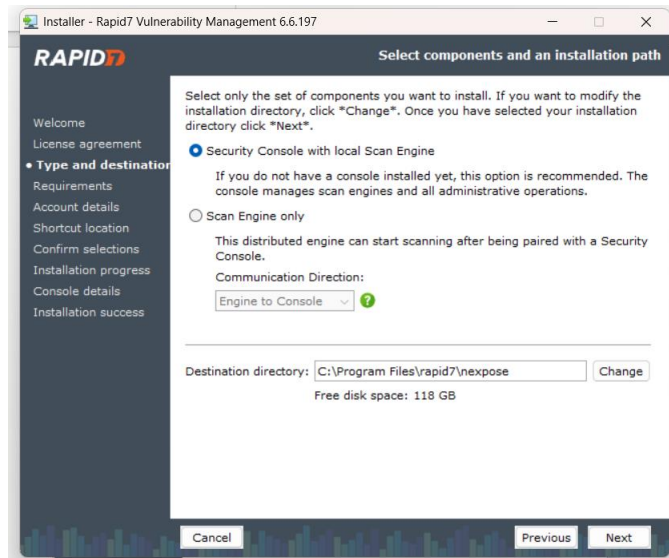 Installer - Rapid7 Vulnerability Management 6.6.197
RAPID7
Select components and an installation path
Welcome
License agreement
• Type and destination
Requirements
Account details
Shortcut location
Confirm selections
Installation progress
Console details
Installation success
Select only the set of components you want to install. If you want to modify the
installation directory, click *Change*. Once you have selected your installation
directory click *Next*.
Security Console with local Scan Engine
If you do not have a console installed yet, this option is recommended. The
console manages scan engines and all administrative operations.
Scan Engine only
This distributed engine can start scanning after being paired with a Security
Console.
Communication Direction:
Engine to Console
?
Destination directory: C:\Program Files\rapid7\nexpose Change
Free disk space: 118 GB
Cancel Previous Next